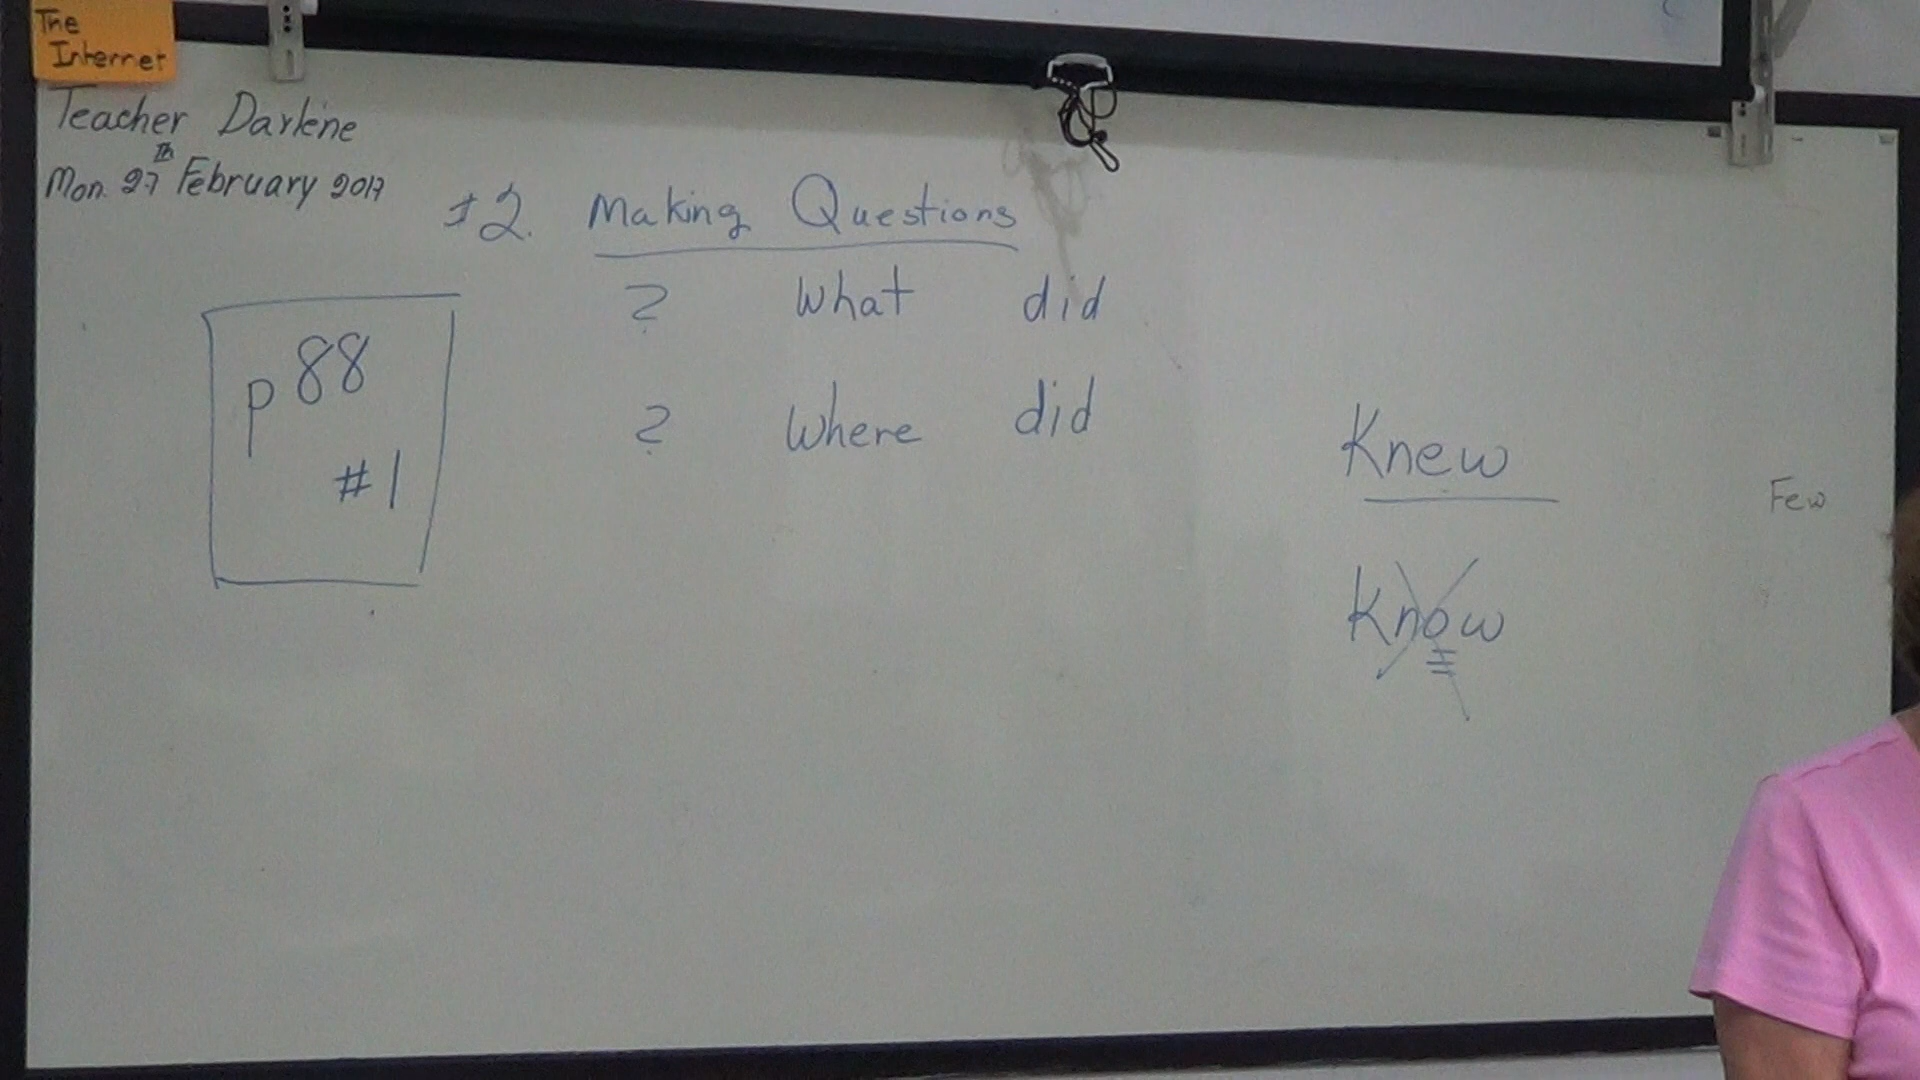 The
Internet
Teacher Darlene
Mon. 27th February 2017
#2. Making Questions
? What did
? Where did
p 88
#1
Knew
Know
Few